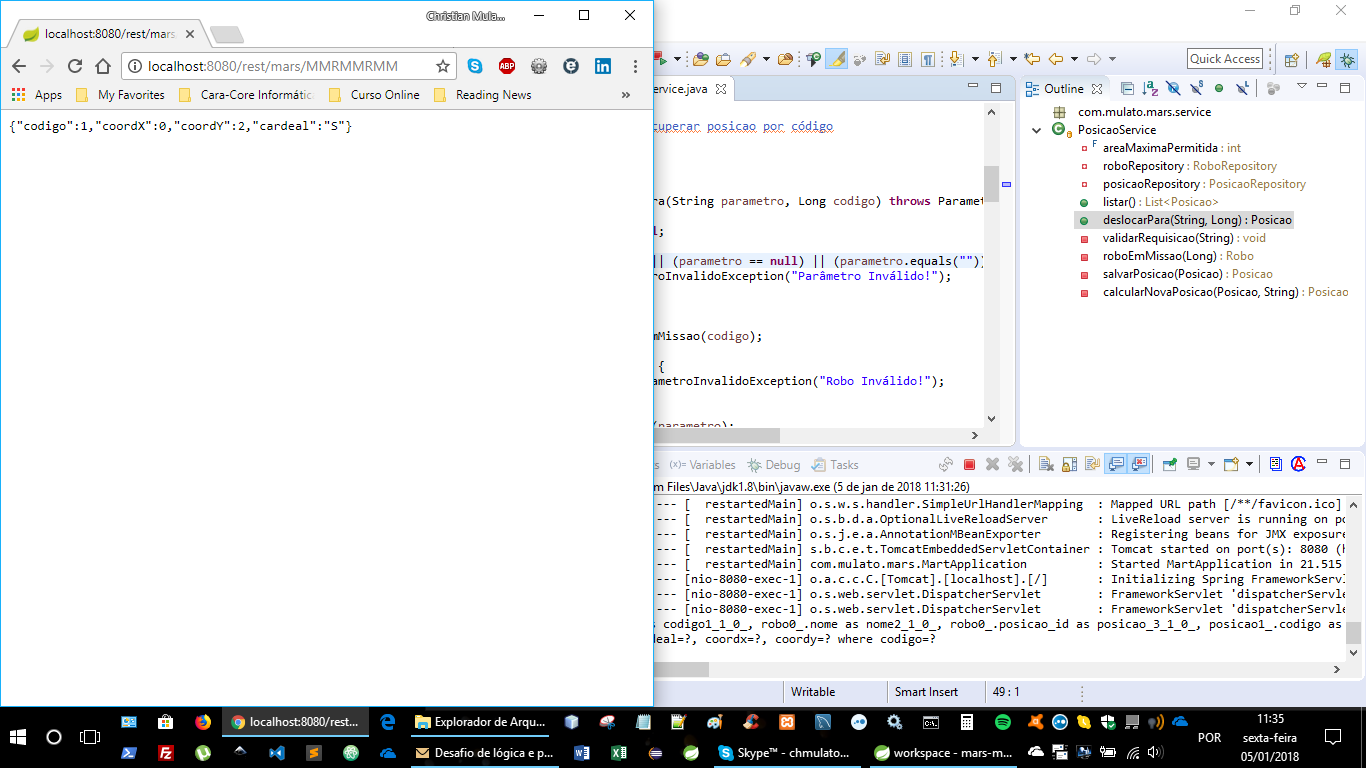 Christian Mula...
localhost:8080/rest/mars
localhost:8080/rest/mars/MMRMMRMM
Apps
My Favorites
Cara-Core Informátic
Curso Online
Reading News
»
{"codigo":1,"coordX":0,"coordY":2,"cardeal":"S"}
Quick Access
ervice.java
cuperar posicao por código
ra(String parametro, Long codigo) throws Paramet
l;
|| (parametro == null) || (parametro.equals(""))
roInvalidoException("Parâmetro Inválido!");
mMissao(codigo);
{
ametroInvalidoException("Robo Inválido!");
(parametro);
Outline
com.mulato.mars.service
PosicaoService
areaMaximaPermitida : int
roboRepository : RoboRepository
posicaoRepository : PosicaoRepository
listar() : List<Posicao>
deslocarPara(String, Long) : Posicao
validarRequisicao(String) : void
roboEmMissao(Long) : Robo
salvarPosicao(Posicao) : Posicao
calcularNovaPosicao(Posicao, String) : Posicao
s
(x)= Variables
Debug
Tasks
m Files\Java\jdk1.8\bin\javaw.exe (5 de jan de 2018 11:31:26)
--- [  restartedMain] o.s.w.s.handler.SimpleUrlHandlerMapping  : Mapped URL path [/**/favicon.ico]
--- [  restartedMain] o.s.b.d.a.OptionalLiveReloadServer       : LiveReload server is running on po
--- [  restartedMain] o.s.j.e.a.AnnotationMBeanExporter        : Registering beans for JMX exposure
--- [  restartedMain] s.b.c.e.t.TomcatEmbeddedServletContainer : Tomcat started on port(s): 8080 (h
--- [  restartedMain] com.mulato.mars.MartApplication          : Started MartApplication in 21.515
--- [nio-8080-exec-1] o.a.c.c.C.[Tomcat].[localhost].[/]       : Initializing Spring FrameworkServl
--- [nio-8080-exec-1] o.s.web.servlet.DispatcherServlet        : FrameworkServlet 'dispatcherServle
--- [nio-8080-exec-1] o.s.web.servlet.DispatcherServlet        : FrameworkServlet 'dispatcherServle
s codigo1_1_0_, robo0_.nome as nome2_1_0_, robo0_.posicao_id as posicao_3_1_0_, posicao1_.codigo as
deal=?, coordx=?, coordy=? where codigo=?
Writable
Smart Insert
49 : 1
localhost:8080/rest...
Explorador de Arqu...
Desafio de lógica e p...
Skype™ - chmulato...
workspace - mars-m...
POR
11:35
sexta-feira
05/01/2018